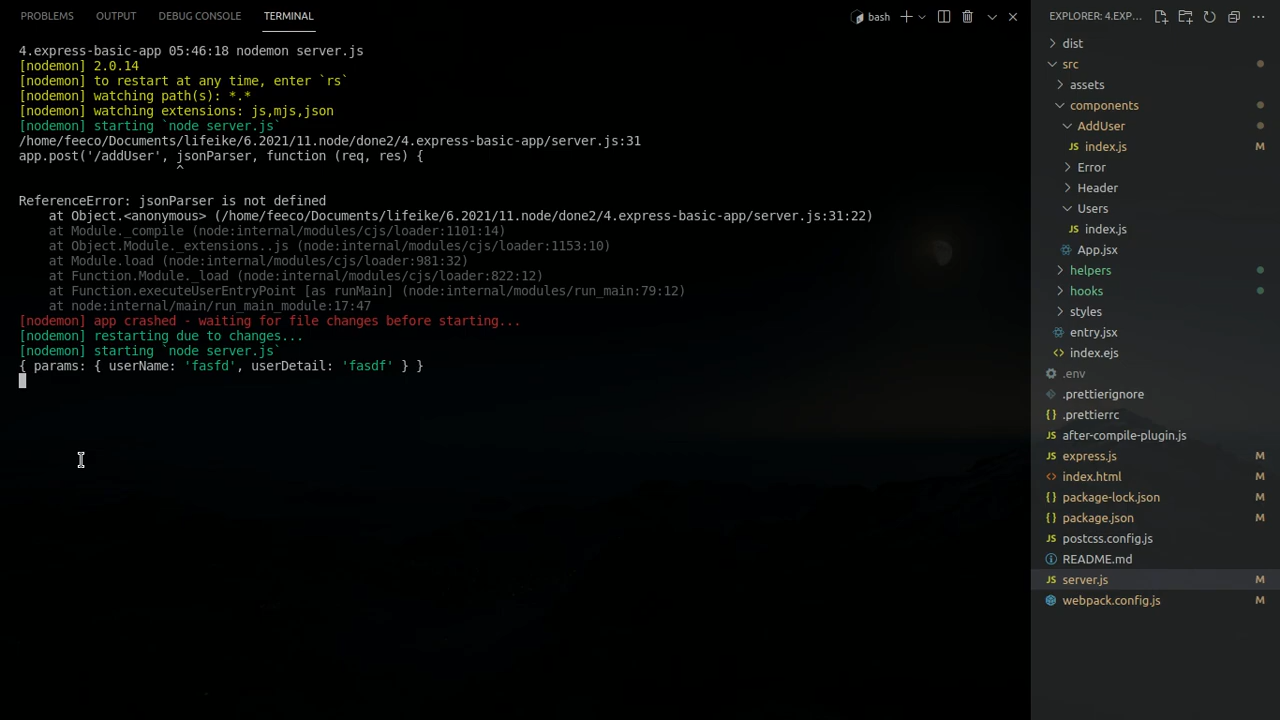 PROBLEMS OUTPUT DEBUG CONSOLE TERMINAL bash
4.express-basic-app 05:46:18 nodemon server.js
[nodemon] 2.0.14
[nodemon] to restart at any time, enter `rs`
[nodemon] watching path(s): *.*
[nodemon] watching extensions: js,mjs,json
[nodemon] starting `node server.js`
/home/feeco/Documents/lifeike/6.2021/11.node/done2/4.express-basic-app/server.js:31
app.post('/addUser', jsonParser, function (req, res) {
^
ReferenceError: jsonParser is not defined
at Object.<anonymous> (/home/feeco/Documents/lifeike/6.2021/11.node/done2/4.express-basic-app/server.js:31:22)
at Module._compile (node:internal/modules/cjs/loader:1101:14)
at Object.Module._extensions..js (node:internal/modules/cjs/loader:1153:10)
at Module.load (node:internal/modules/cjs/loader:981:32)
at Function.Module._load (node:internal/modules/cjs/loader:822:12)
at Function.executeUserEntryPoint [as runMain] (node:internal/modules/run_main:79:12)
at node:internal/main/run_main_module:17:47
[nodemon] app crashed - waiting for file changes before starting...
[nodemon] restarting due to changes...
[nodemon] starting `node server.js`
{ params: { userName: 'fasfd', userDetail: 'fasdf' } }
EXPLORER: 4.EXP...
dist
src
assets
components
AddUser
JS index.js M
Error
Header
Users
JS index.js
App.jsx
helpers
hooks
styles
entry.jsx
<> index.ejs
.env
.prettierignore
{} .prettierrc
JS after-compile-plugin.js
JS express.js M
index.html M
{} package-lock.json M
{} package.json M
JS postcss.config.js
README.md
JS server.js M
webpack.config.js M